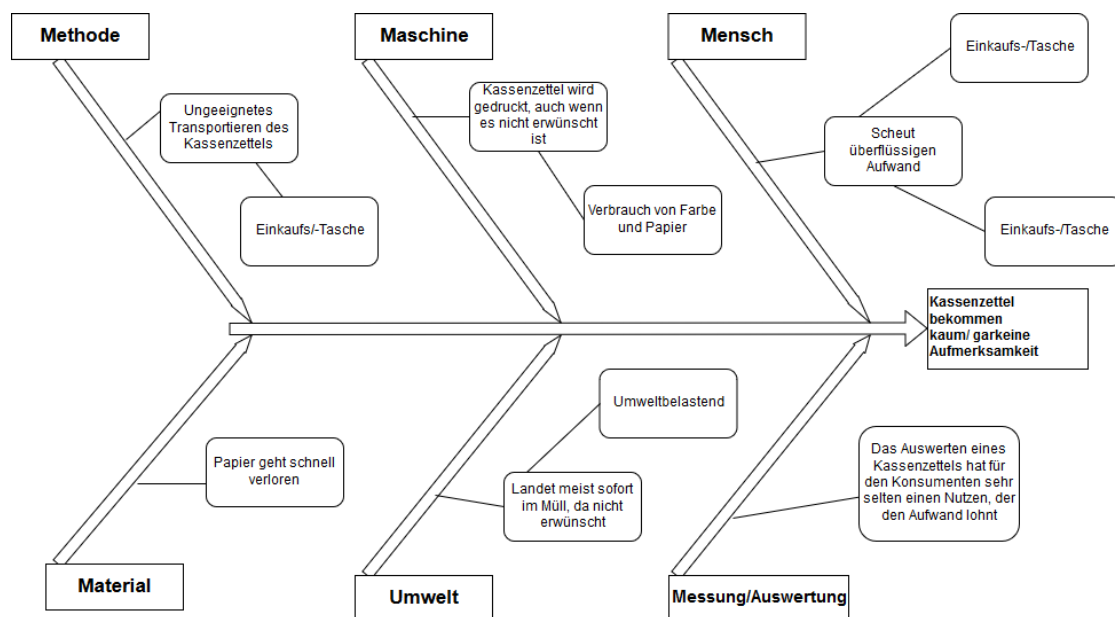 Methode
Maschine
Mensch
Einkaufs-/Tasche
Ungeeignetes
Transportieren des
Kassenzettels
Kassenzettel wird
gedruckt, auch wenn
es nicht erwünscht
ist
Scheut
überflüssigen
Aufwand
Einkaufs/-Tasche
Verbrauch von Farbe
und Papier
Einkaufs-/Tasche
Kassenzettel
bekommen
kaum/ garkeine
Aufmerksamkeit
Umweltbelastend
Papier geht schnell
verloren
Landet meist sofort
im Müll, da nicht
erwünscht
Das Auswerten eines
Kassenzettels hat für
den Konsumenten sehr
selten einen Nutzen, der
den Aufwand lohnt
Material
Umwelt
Messung/Auswertung